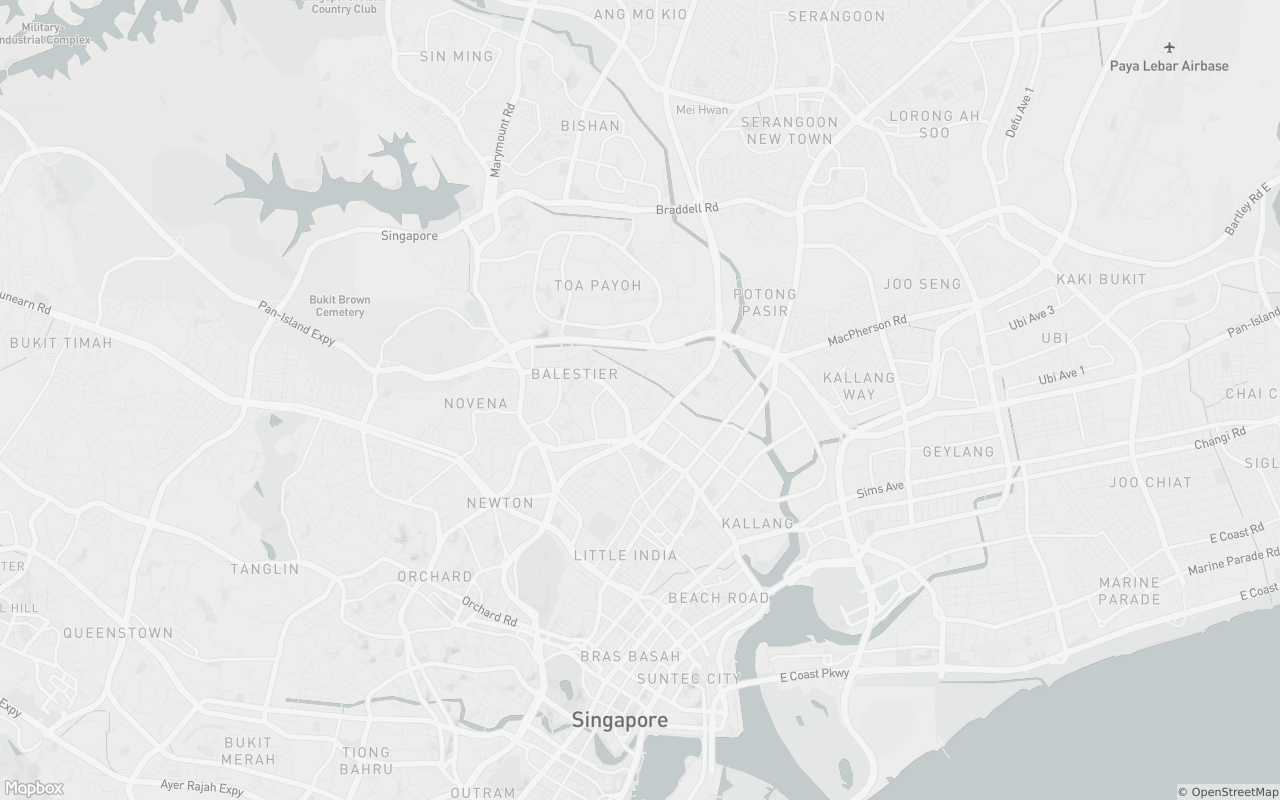 Country Club
ANG MO KIO
SERANGOON
Military-
Industrial Complex
SIN MING
Paya Lebar Airbase
Marymount Rd
Mei Hwan
Defu Ave 1
BISHAN
SERANGOON
NEW TOWN
LORONG AH
SOO
Braddell Rd
Bartley Rd E
Singapore
TOA PAYOH
POTONG
PASIR
JOO SENG
KAKI BUKIT
unearn Rd
Bukit Brown
Cemetery
Pan-Island Expy
MacPherson Rd
Ubi Ave 3
Pan-Island
BUKIT TIMAH
UBI
BALESTIER
KALLANG
WAY
Ubi Ave 1
CHAI C
NOVENA
Changi Rd
GEYLANG
SIGL
JOO CHIAT
Sims Ave
NEWTON
KALLANG
E Coast Rd
LITTLE INDIA
Marine Parade Rd
TER
TANGLIN
ORCHARD
MARINE
PARADE
E Coast
BEACH ROAD
L HILL
Orchard Rd
QUEENSTOWN
BRAS BASAH
E Coast Pkwy
SUNTEC CITY
Expy
Singapore
BUKIT
MERAH
TIONG
BAHRU
Ayer Rajah Expy
OUTRAM
Mapbox
© OpenStreetMap